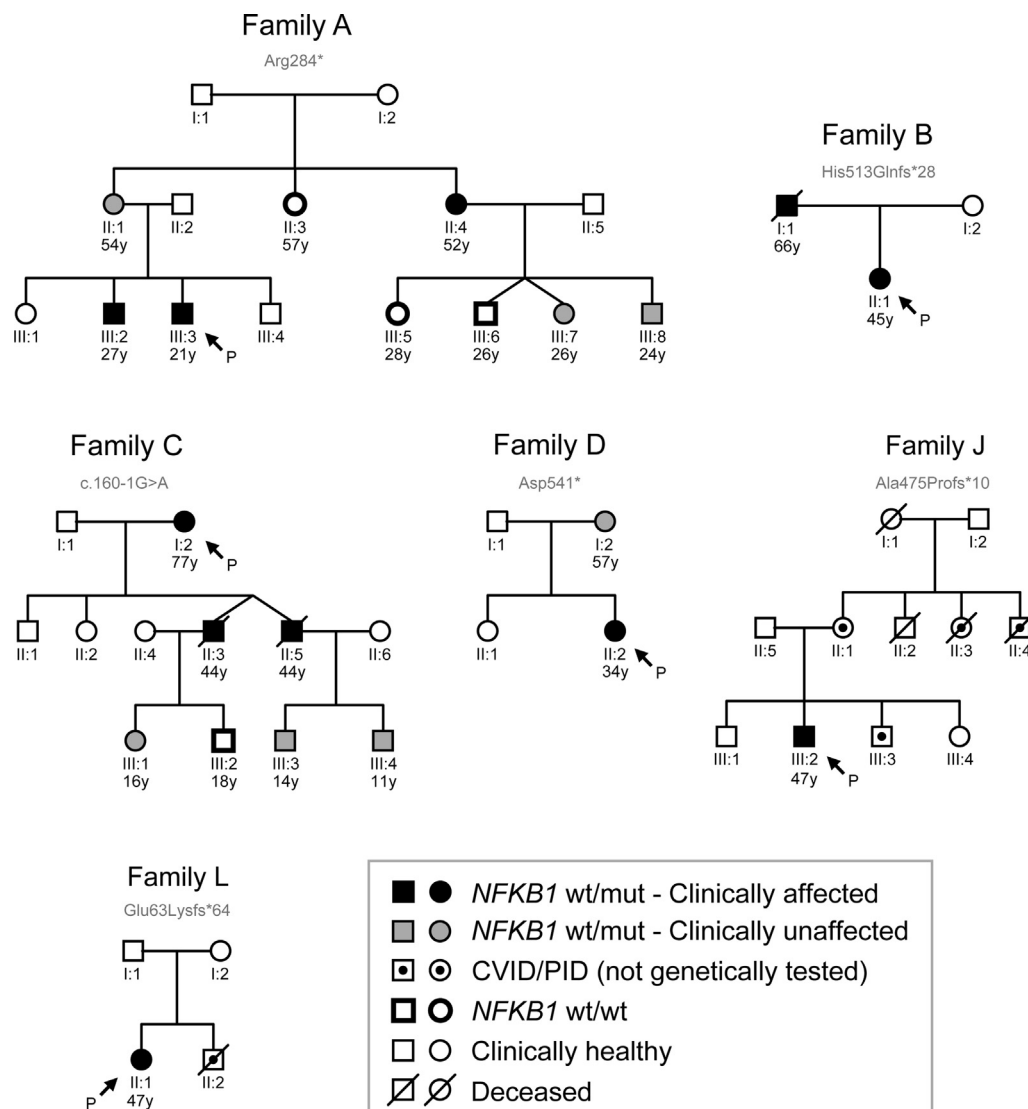 Family A
Arg284*
I:1 I:2
II:1 II:2 II:3 II:4 II:5
54y 57y 52y
III:1 III:2 III:3 III:4 III:5 III:6 III:7 III:8
27y 21y P 28y 26y 26y 24y
Family B
His513Glnfs*28
I:1 I:2
66y
II:1
45y P
Family C
c.160-1G>A
I:1 I:2
77y P
II:1 II:2 II:4 II:3 II:5 II:6
44y 44y
III:1 III:2 III:3 III:4
16y 18y 14y 11y
Family D
Asp541*
I:1 I:2
57y
II:1 II:2
34y P
Family J
Ala475Profs*10
I:1 I:2
II:5 II:1 II:2 II:3 II:4
III:1 III:2 III:3 III:4
47y P
Family L
Glu63Lysfs*64
I:1 I:2
II:1 II:2
P 47y
NFKB1 wt/mut - Clinically affected
NFKB1 wt/mut - Clinically unaffected
CVID/PID (not genetically tested)
NFKB1 wt/wt
Clinically healthy
Deceased